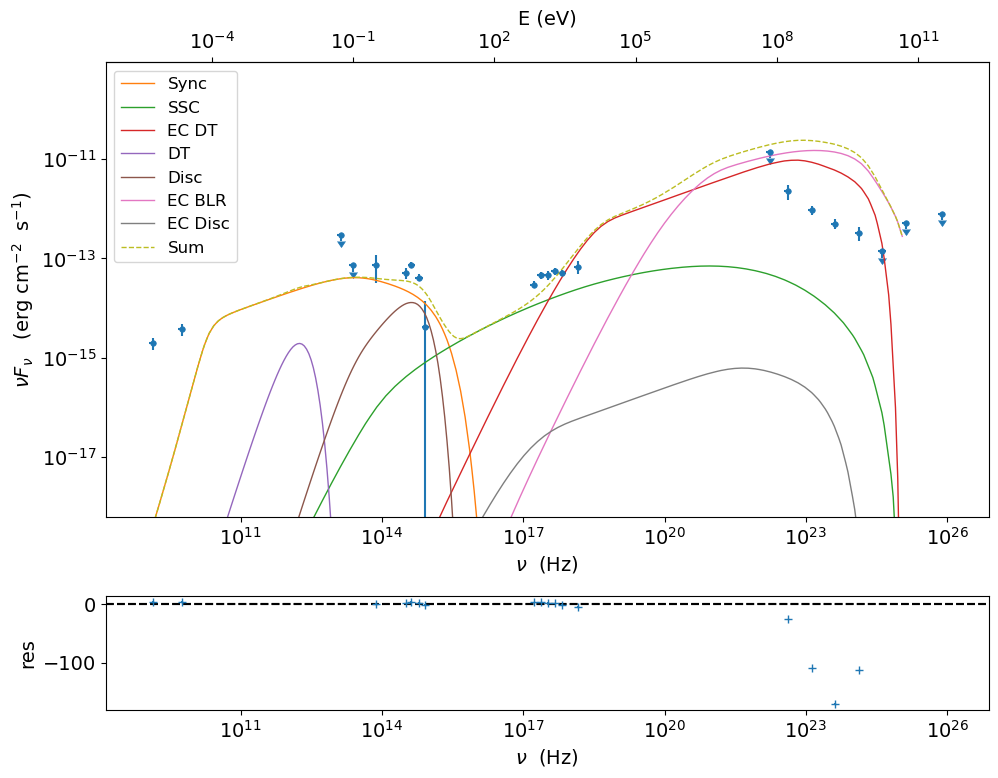 E (eV)
10⁻⁴ 10⁻¹ 10² 10⁵ 10⁸ 10¹¹
Sync
SSC
EC DT
DT
Disc
EC BLR
EC Disc
Sum
νFᵥ (erg cm⁻² s⁻¹)
10⁻¹¹
10⁻¹³
10⁻¹⁵
10⁻¹⁷
10¹¹ 10¹⁴ 10¹⁷ 10²⁰ 10²³ 10²⁶
ν (Hz)
res
0
−100
10¹¹ 10¹⁴ 10¹⁷ 10²⁰ 10²³ 10²⁶
ν (Hz)